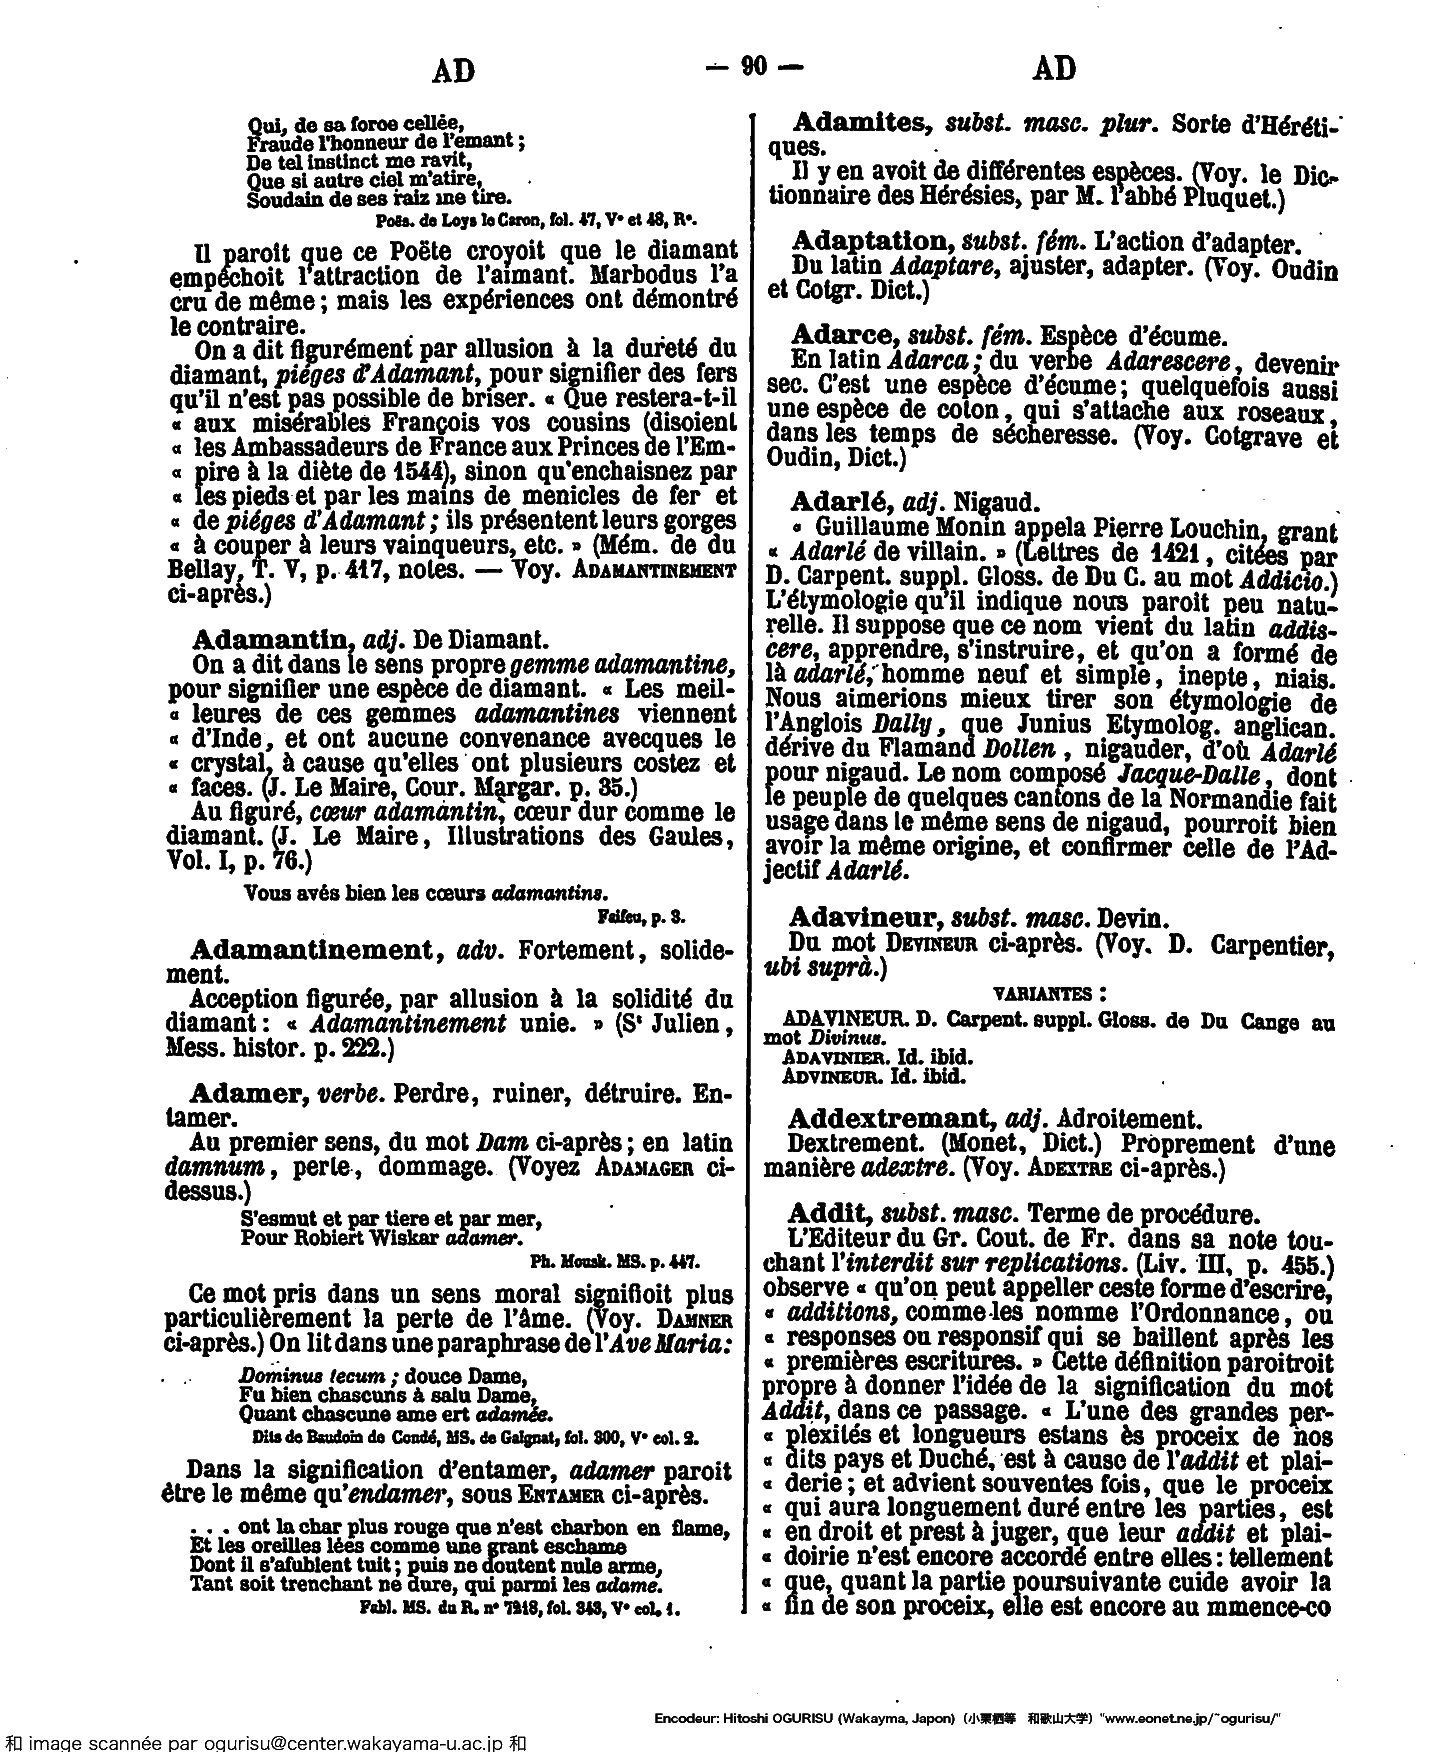 AD
— 90 —
AD
Qui, de sa force cellée,
Fraude l'honneur de l'emant ;
De tel instinct me ravit,
Que si autre ciel m'atire,
Soudain de ses raiz me tire.
Poës. de Loys le Caron, fol. 47, V° et 48, R°.
Il paroit que ce Poëte croyoit que le diamant
empêchoit l'attraction de l'aimant. Marbodus l'a
cru de même ; mais les expériences ont démontré
le contraire.
On a dit figurément par allusion à la dureté du
diamant, piéges d'Adamant, pour signifier des fers
qu'il n'est pas possible de briser. « Que restera-t-il
« aux misérables François vos cousins (disoient
« les Ambassadeurs de France aux Princes de l'Em-
« pire à la diète de 1544), sinon qu'enchaisnez par
« les pieds et par les mains de menicles de fer et
« de piéges d'Adamant ; ils présentent leurs gorges
« à couper à leurs vainqueurs, etc. » (Mém. de du
Bellay, T. V, p. 417, notes. — Voy. ADAMANTINEMENT
ci-après.)
Adamantin, adj. De Diamant.
On a dit dans le sens propre gemme adamantine,
pour signifier une espèce de diamant. « Les meil-
« leures de ces gemmes adamantines viennent
« d'Inde, et ont aucune convenance avecques le
« crystal, à cause qu'elles ont plusieurs costez et
« faces. (J. Le Maire, Cour. Margar. p. 35.)
Au figuré, cœur adamantin, cœur dur comme le
diamant. (J. Le Maire, Illustrations des Gaules,
Vol. I, p. 76.)
Vous avés bien les cœurs adamantins.
Faifeu, p. 3.
Adamantinement, adv. Fortement, solide-
ment.
Acception figurée, par allusion à la solidité du
diamant : « Adamantinement unie. » (St Julien,
Mess. histor. p. 222.)
Adamer, verbe. Perdre, ruiner, détruire. En-
tamer.
Au premier sens, du mot Dam ci-après ; en latin
damnum, perte, dommage. (Voyez ADAMAGER ci-
dessus.)
S'esmut et par tiere et par mer,
Pour Robiert Wiskar adamer.
Ph. Mousk. MS. p. 447.
Ce mot pris dans un sens moral signifioit plus
particulièrement la perte de l'âme. (Voy. DAMNER
ci-après.) On lit dans une paraphrase de l'Ave Maria :
Dominus tecum ; douce Dame,
Fu bien chascuns à salu Dame,
Quant chascune ame ert adamée.
Dits de Baudoin de Condé, MS. de Gaignat, fol. 300, V° col. 2.
Dans la signification d'entamer, adamer paroit
être le même qu'endamer, sous ENTAMER ci-après.
. . . ont la char plus rouge que n'est charbon en flame,
Et les oreilles lées comme une grant eschame
Dont il s'afublent tuit ; puis ne doutent nule arme,
Tant soit trenchant ne dure, qui parmi les adame.
Fabl. MS. du R. n° 7218, fol. 343, V° col. 1.
Adamites, subst. masc. plur. Sorte d'Héréti-
ques.
Il y en avoit de différentes espèces. (Voy. le Dic-
tionnaire des Hérésies, par M. l'abbé Pluquet.)
Adaptation, subst. fém. L'action d'adapter.
Du latin Adaptare, ajuster, adapter. (Voy. Oudin
et Cotgr. Dict.)
Adarce, subst. fém. Espèce d'écume.
En latin Adarca ; du verbe Adarescere, devenir
sec. C'est une espèce d'écume ; quelquefois aussi
une espèce de coton, qui s'attache aux roseaux,
dans les temps de sécheresse. (Voy. Cotgrave et
Oudin, Dict.)
Adarlé, adj. Nigaud.
« Guillaume Monin appela Pierre Louchin, grant
« Adarlé de villain. » (Lettres de 1421, citées par
D. Carpent. suppl. Gloss. de Du C. au mot Addicio.)
L'étymologie qu'il indique nous paroit peu natu-
relle. Il suppose que ce nom vient du latin addis-
cere, apprendre, s'instruire, et qu'on a formé de
là adarlé, homme neuf et simple, inepte, niais.
Nous aimerions mieux tirer son étymologie de
l'Anglois Dally, que Junius Etymolog. anglican.
dérive du Flamand Dollen, nigauder, d'où Adarlé
pour nigaud. Le nom composé Jacque-Dalle, dont
le peuple de quelques cantons de la Normandie fait
usage dans le même sens de nigaud, pourroit bien
avoir la même origine, et confirmer celle de l'Ad-
jectif Adarlé.
Adavineur, subst. masc. Devin.
Du mot DEVINEUR ci-après. (Voy. D. Carpentier,
ubi suprà.)
VARIANTES :
ADAVINEUR. D. Carpent. suppl. Gloss. de Du Cange au
mot Divinus.
ADAVINIER. Id. ibid.
ADVINEUR. Id. ibid.
Addextremant, adj. Adroitement.
Dextrement. (Monet, Dict.) Proprement d'une
manière adextre. (Voy. ADEXTRE ci-après.)
Addit, subst. masc. Terme de procédure.
L'Editeur du Gr. Cout. de Fr. dans sa note tou-
chant l'interdit sur replications. (Liv. III, p. 455.)
observe « qu'on peut appeller ceste forme d'escrire,
« additions, comme les nomme l'Ordonnance, ou
« responses ou responsif qui se baillent après les
« premières escritures. » Cette définition paroitroit
propre à donner l'idée de la signification du mot
Addit, dans ce passage. « L'une des grandes per-
« plexités et longueurs estans ès proceix de nos
« dits pays et Duché, est à cause de l'addit et plai-
« derie ; et advient souventes fois, que le proceix
« qui aura longuement duré entre les parties, est
« en droit et prest à juger, que leur addit et plai-
« doirie n'est encore accordé entre elles : tellement
« que, quant la partie poursuivante cuide avoir la
« fin de son proceix, elle est encore au mmence-co
Encodeur: Hitoshi OGURISU (Wakayma, Japon) (小栗栖等 和歌山大学) "www.eonet.ne.jp/~ogurisu/"
和 image scannée par ogurisu@center.wakayama-u.ac.jp 和